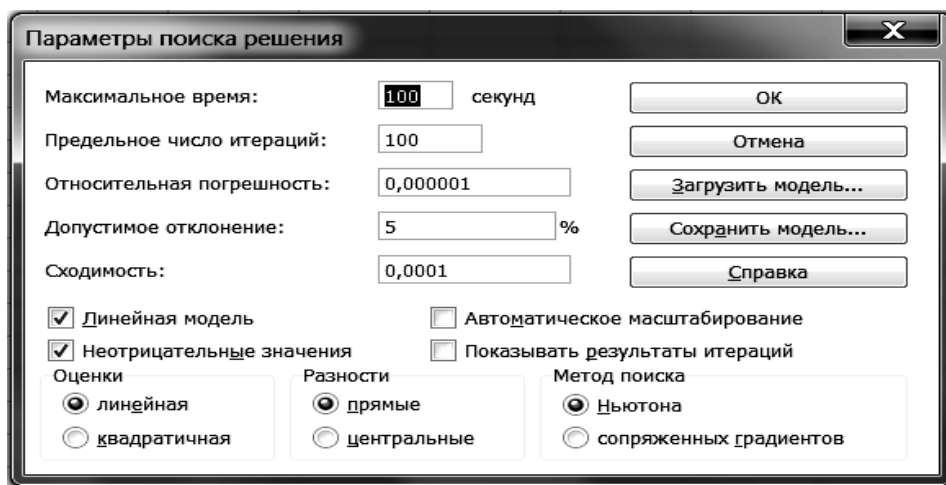 Параметры поиска решения
Максимальное время: 100 секунд ОК
Предельное число итераций: 100 Отмена
Относительная погрешность: 0,000001 Загрузить модель...
Допустимое отклонение: 5 % Сохранить модель...
Сходимость: 0,0001 Справка
Линейная модель Автоматическое масштабирование
Неотрицательные значения Показывать результаты итераций
Оценки Разности Метод поиска
линейная прямые Ньютона
квадратичная центральные сопряженных градиентов